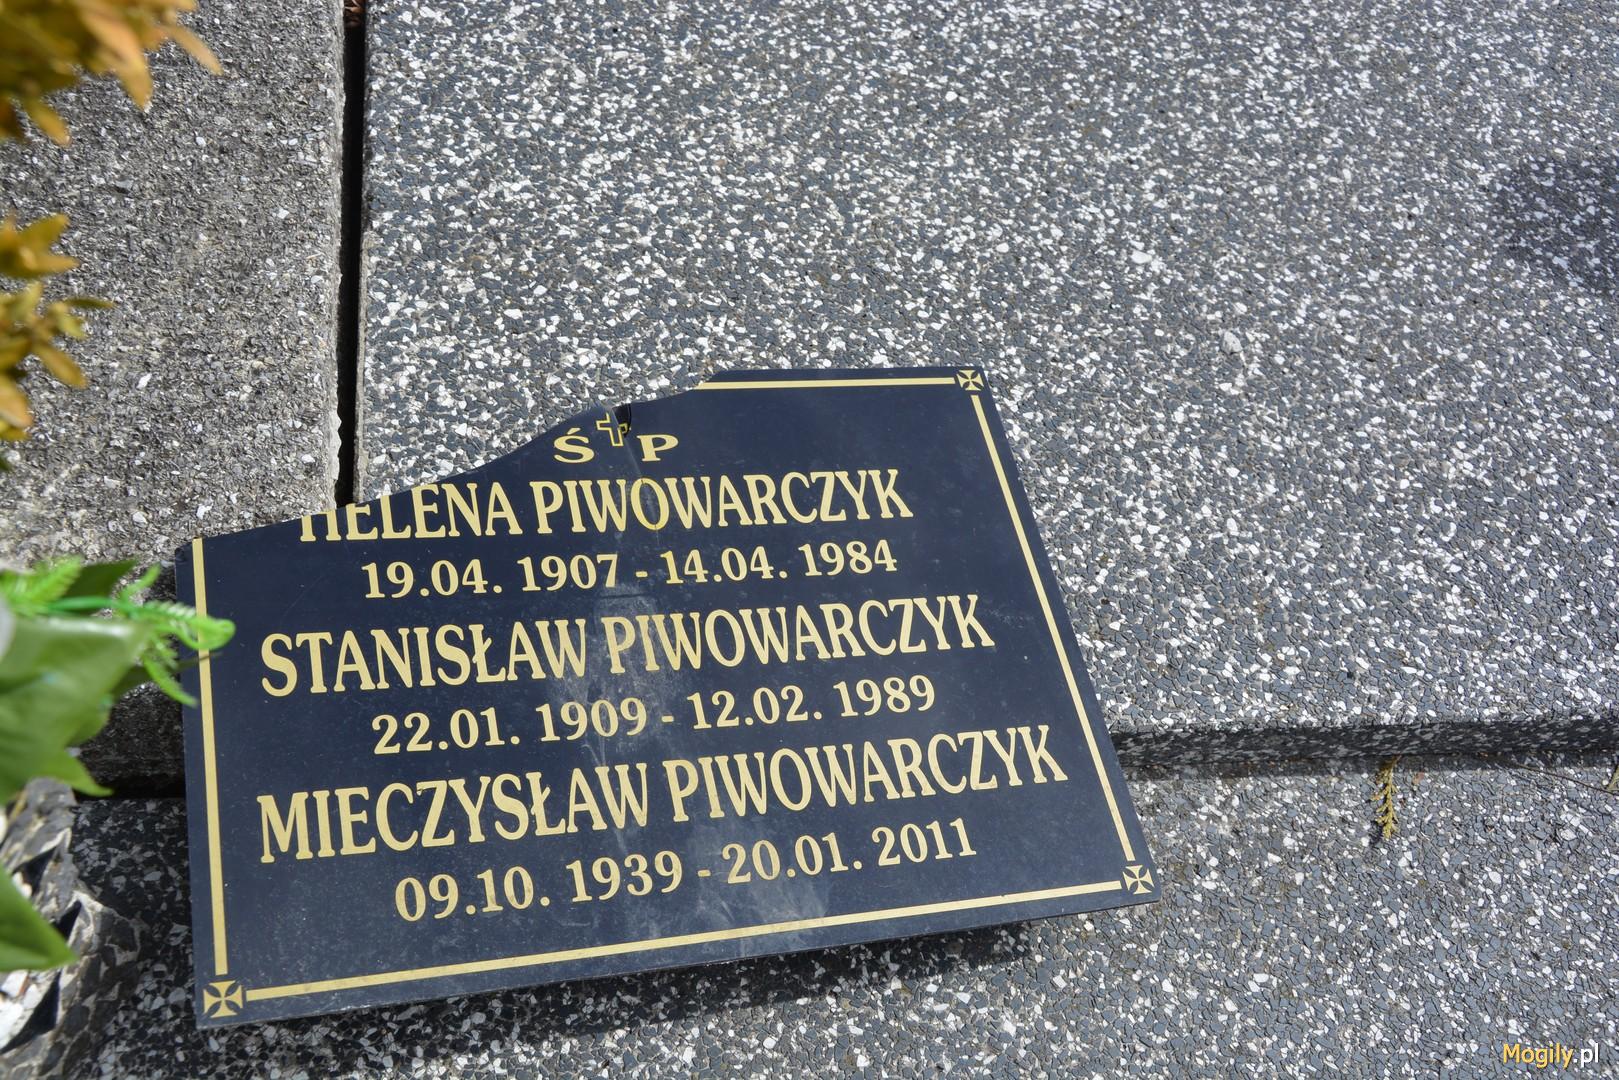 Ś P
HELENA PIWOWARCZYK
19.04. 1907 - 14.04. 1984
STANISŁAW PIWOWARCZYK
22.01. 1909 - 12.02. 1989
MIECZYSŁAW PIWOWARCZYK
09.10. 1939 - 20.01. 2011
Mogily.pl